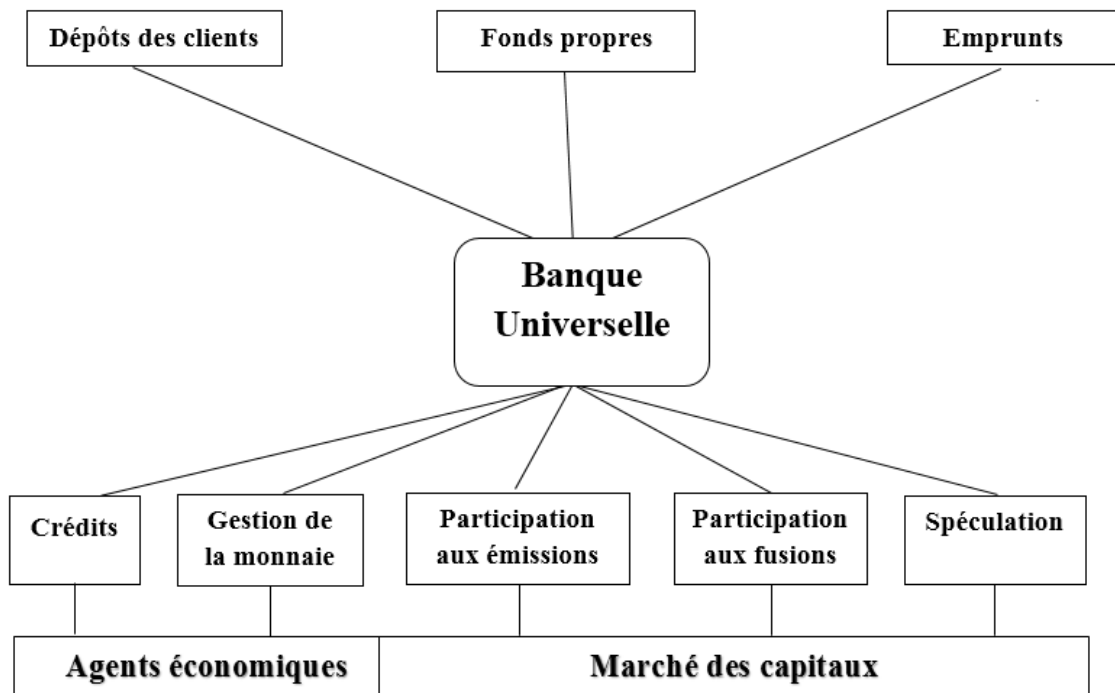 Dépôts des clients
Fonds propres
Emprunts
Banque
Universelle
Crédits
Gestion de
la monnaie
Participation
aux émissions
Participation
aux fusions
Spéculation
Agents économiques
Marché des capitaux